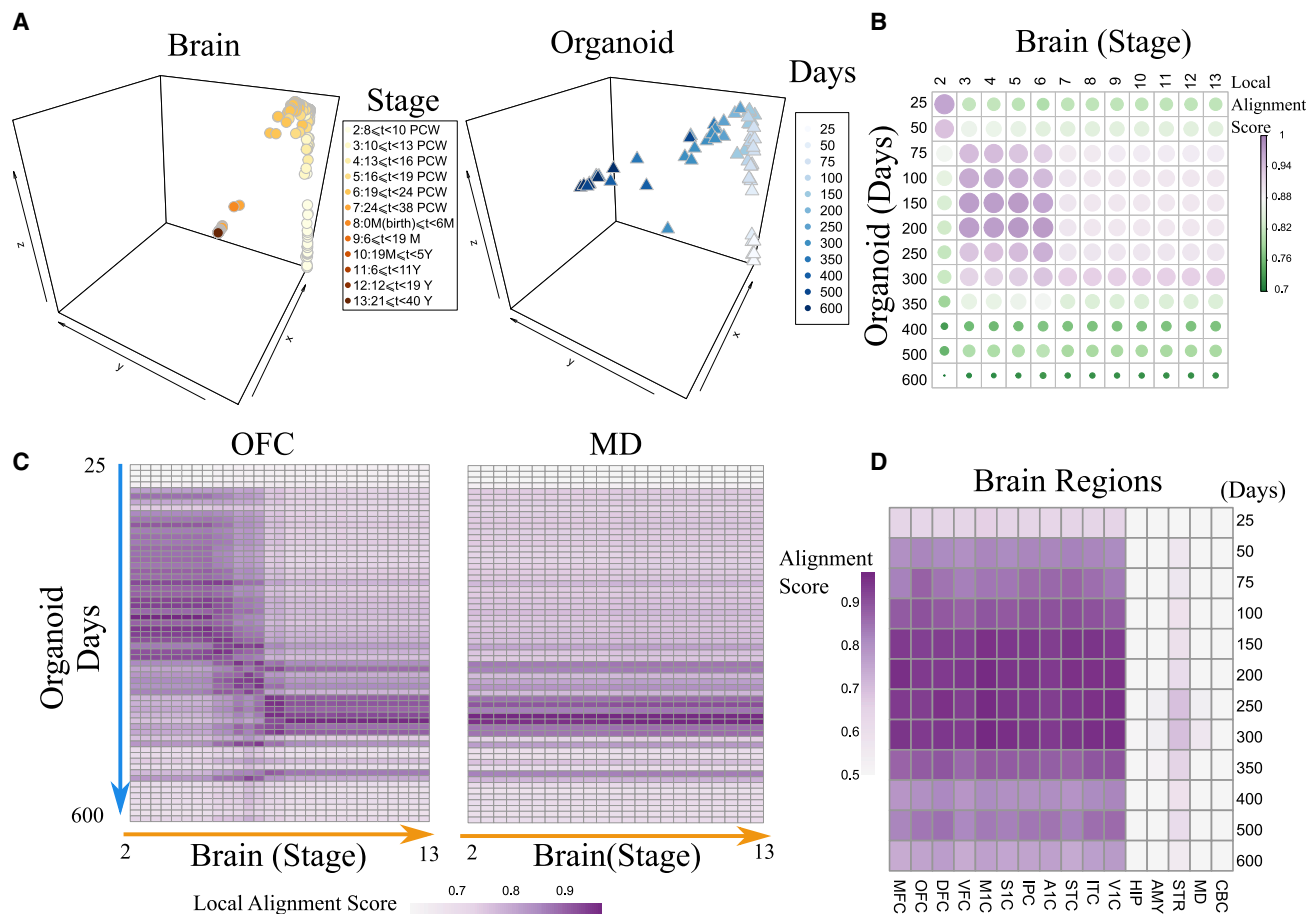 A
Brain
z
y
x
Stage
2:8⩽t<10 PCW
3:10⩽t<13 PCW
4:13⩽t<16 PCW
5:16⩽t<19 PCW
6:19⩽t<24 PCW
7:24⩽t<38 PCW
8:0M(birth)⩽t<6M
9:6⩽t<19 M
10:19M⩽t<5Y
11:6⩽t<11Y
12:12⩽t<19 Y
13:21⩽t<40 Y
Organoid
z
y
x
Days
25
50
75
100
150
200
250
300
350
400
500
600
B
Brain (Stage)
2 3 4 5 6 7 8 9 10 11 12 13
Organoid (Days)
25
50
75
100
150
200
250
300
350
400
500
600
Local
Alignment
Score
1
0.94
0.88
0.82
0.76
0.7
C
OFC
MD
25
Organoid
Days
600
2 Brain (Stage) 13
2 Brain(Stage) 13
Local Alignment Score
0.7 0.8 0.9
D
Brain Regions
(Days)
Alignment
Score
0.9
0.8
0.7
0.6
0.5
25
50
75
100
150
200
250
300
350
400
500
600
MFC OFC DFC VFC M1C S1C IPC A1C STC ITC V1C HIP AMY STR MD CBC